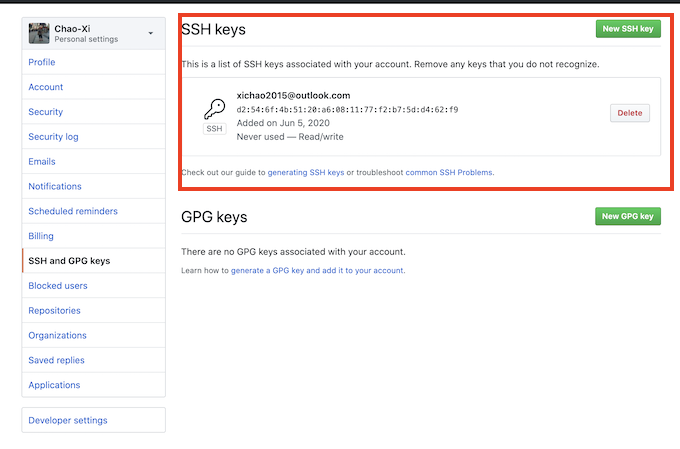 Chao-Xi
Personal settings
Profile
Account
Security
Security log
Emails
Notifications
Scheduled reminders
Billing
SSH and GPG keys
Blocked users
Repositories
Organizations
Saved replies
Applications
Developer settings
SSH keys
New SSH key
This is a list of SSH keys associated with your account. Remove any keys that you do not recognize.
SSH
xichao2015@outlook.com
d2:54:6f:4b:51:20:a6:08:11:77:f2:b7:5d:d4:62:f9
Added on Jun 5, 2020
Never used — Read/write
Delete
Check out our guide to generating SSH keys or troubleshoot common SSH Problems.
GPG keys
New GPG key
There are no GPG keys associated with your account.
Learn how to generate a GPG key and add it to your account.